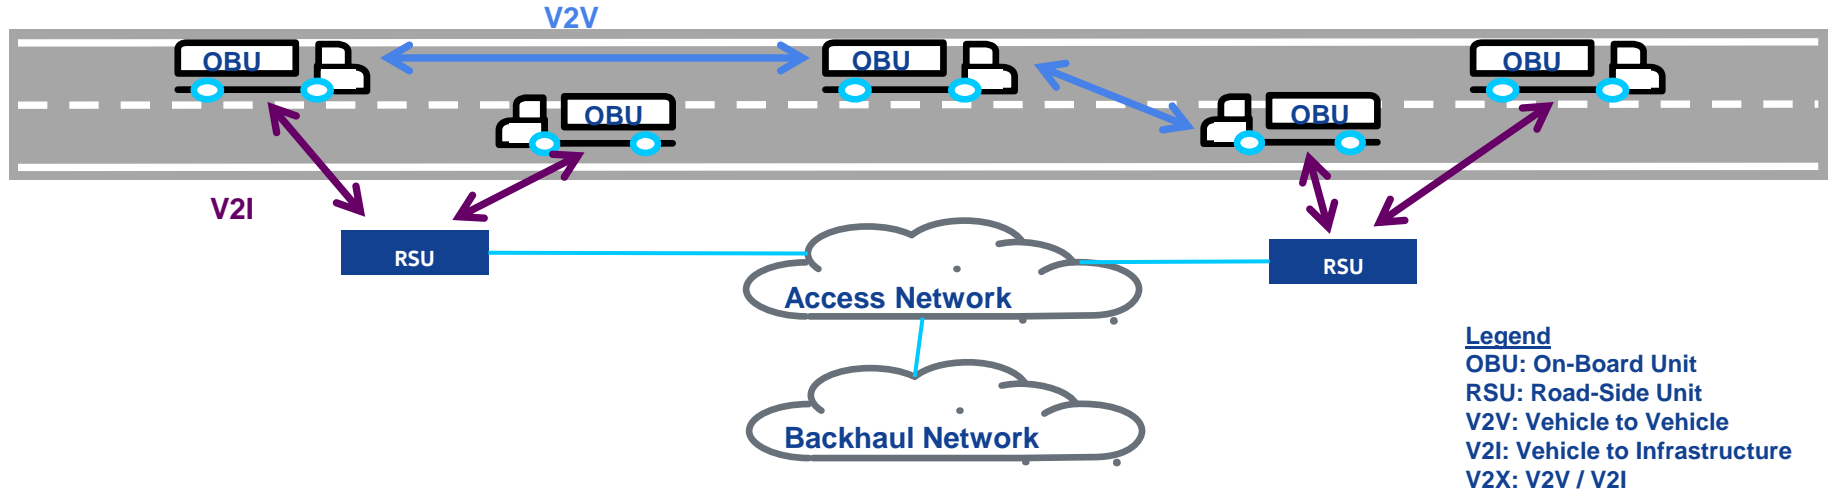 V2V
OBU
OBU
OBU
OBU
OBU
V2I
RSU
RSU
Access Network
Backhaul Network
Legend
OBU: On-Board Unit
RSU: Road-Side Unit
V2V: Vehicle to Vehicle
V2I: Vehicle to Infrastructure
V2X: V2V / V2I